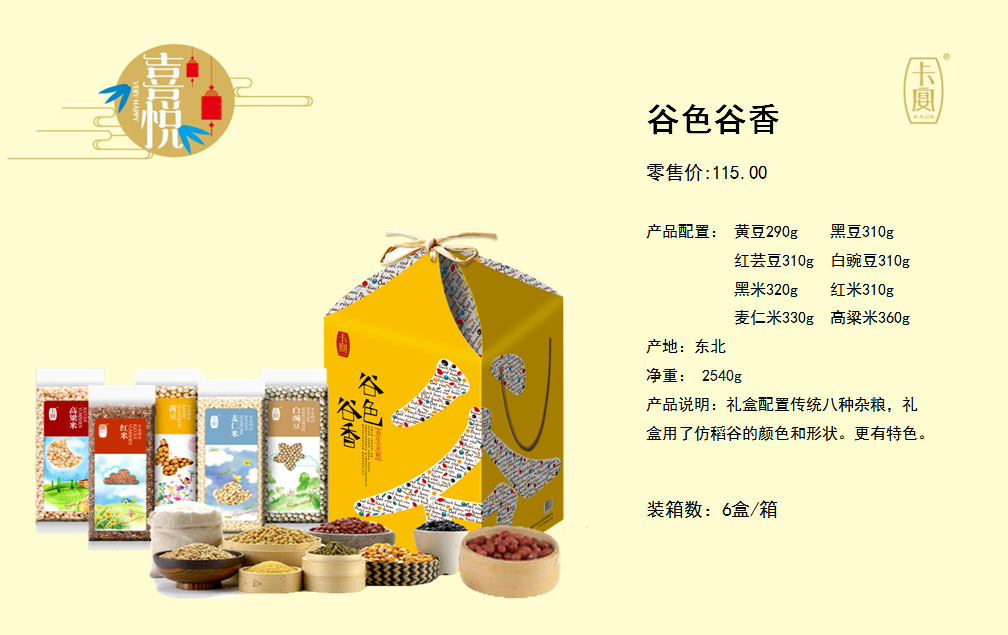 喜悦
VERY HAPPY
卡度
KADR
®
谷色谷香
零售价:115.00
产品配置： 黄豆290g 黑豆310g
红芸豆310g 白豌豆310g
黑米320g 红米310g
麦仁米330g 高粱米360g
产地：东北
净重： 2540g
产品说明：礼盒配置传统八种杂粮，礼
盒用了仿稻谷的颜色和形状。更有特色。
装箱数：6盒/箱
谷色
谷香
高粱米
红米
黄豆
麦仁米
白豌豆